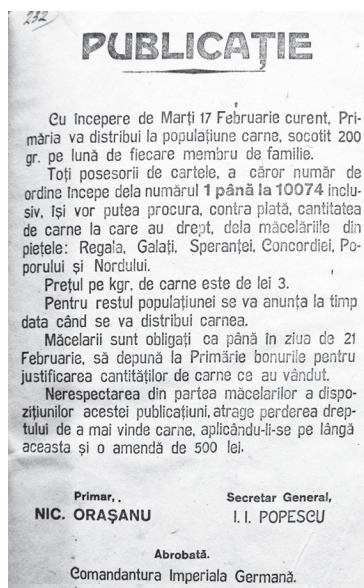 232
PUBLICAȚIE
Cu începere de Marți 17 Februarie curent, Pri-
măria va distribui la populațiune carne, socotit 200
gr. pe lună de fiecare membru de familie.
Toți posesorii de cartele, a căror număr de
ordine începe dela numărul 1 până la 10074 inclu-
siv, își vor putea procura, contra plată, cantitatea
de carne la care au drept, dela măcelăriile din
piețele: Regala, Galați, Speranței, Concordiei, Po-
porului și Nordului.
Prețul pe kgr, de carne este de lei 3.
Pentru restul populațiunei se va anunța la timp
data când se va distribui carnea.
Măcelarii sunt obligați ca până în ziua de 21
Februarie, să depună la Primărie bonurile pentru
justificarea cantităților de carne ce au vândut.
Nerespectarea din partea măcelarilor a dispo-
zițiunilor acestei publicațiuni, atrage perderea drep-
tului de a mai vinde carne, aplicându-li-se pe lângă
aceasta și o amendă de 500 lei.
Primar,
NIC. ORAȘANU
Secretar General,
I. I. POPESCU
Abrobată.
Comandantura Imperiala Germană.